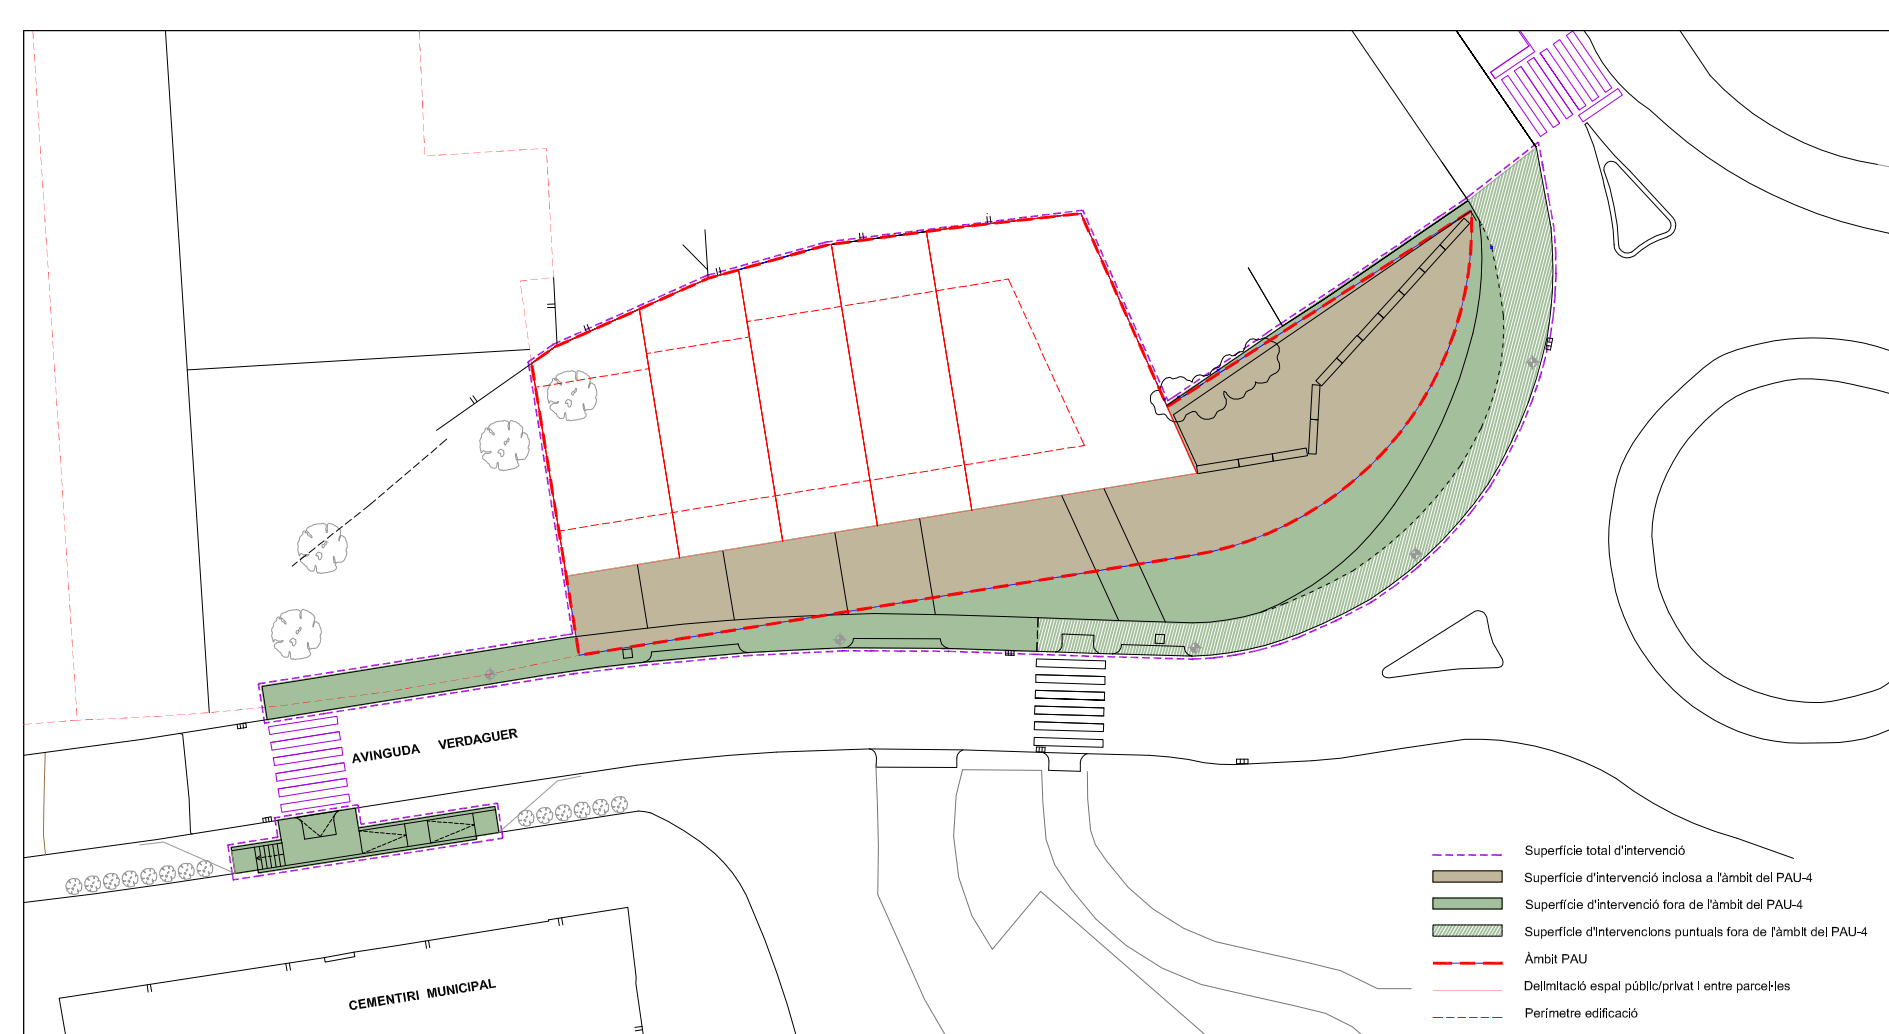 AVINGUDA VERDAGUER
CEMENTIRI MUNICIPAL
Superfície total d'intervenció
Superfície d'intervenció inclosa a l'àmbit del PAU-4
Superfície d'intervenció fora de l'àmbit del PAU-4
Superfície d'intervencions puntuals fora de l'àmbit del PAU-4
Àmbit PAU
Delimitació espai públic/privat i entre parcel·les
Perímetre edificació